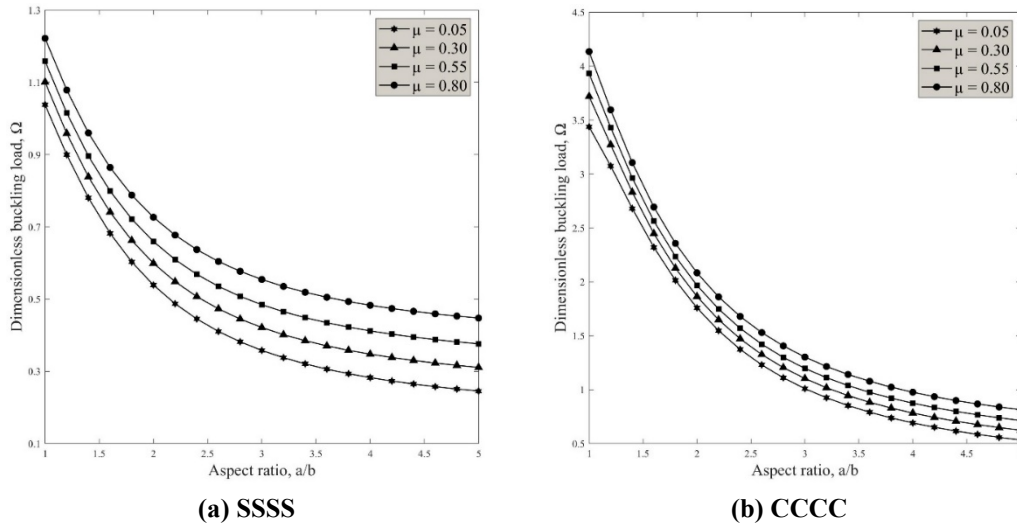 1.3
1.1
0.9
0.7
0.5
0.3
0.1
Dimensionless buckling load, Ω
μ = 0.05
μ = 0.30
μ = 0.55
μ = 0.80
1 1.5 2 2.5 3 3.5 4 4.5 5
Aspect ratio, a/b
(a) SSSS
4.5
4
3.5
3
2.5
2
1.5
1
0.5
Dimensionless buckling load, Ω
μ = 0.05
μ = 0.30
μ = 0.55
μ = 0.80
1 1.5 2 2.5 3 3.5 4 4.5
Aspect ratio, a/b
(b) CCCC